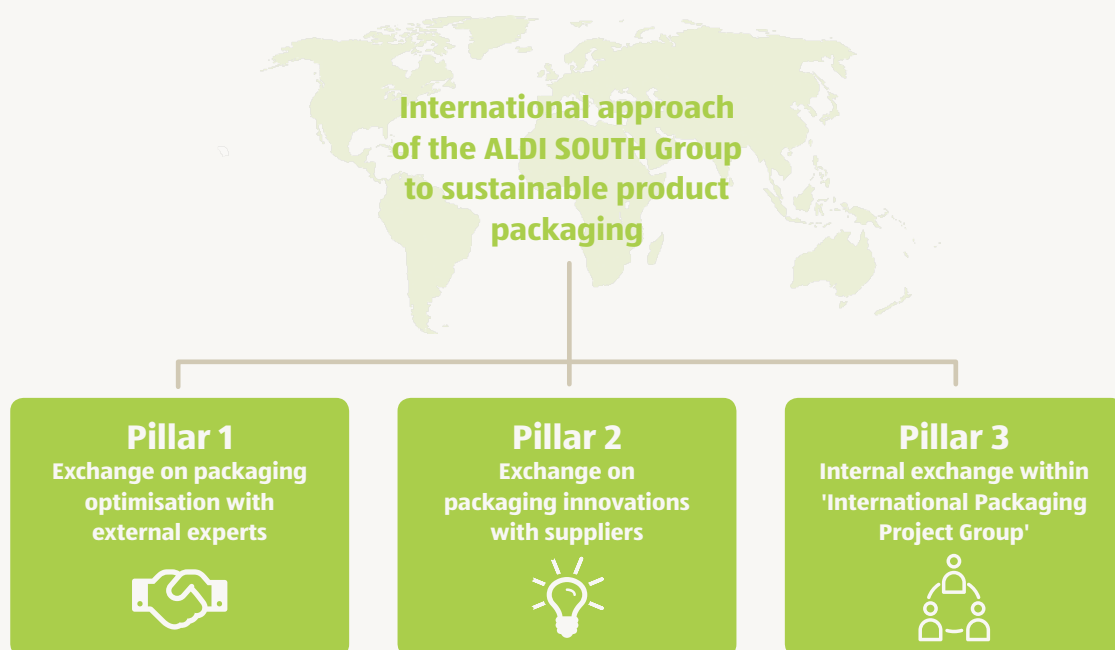 International approach
of the ALDI SOUTH Group
to sustainable product
packaging
Pillar 1
Exchange on packaging
optimisation with
external experts
Pillar 2
Exchange on
packaging innovations
with suppliers
Pillar 3
Internal exchange within
'International Packaging
Project Group'